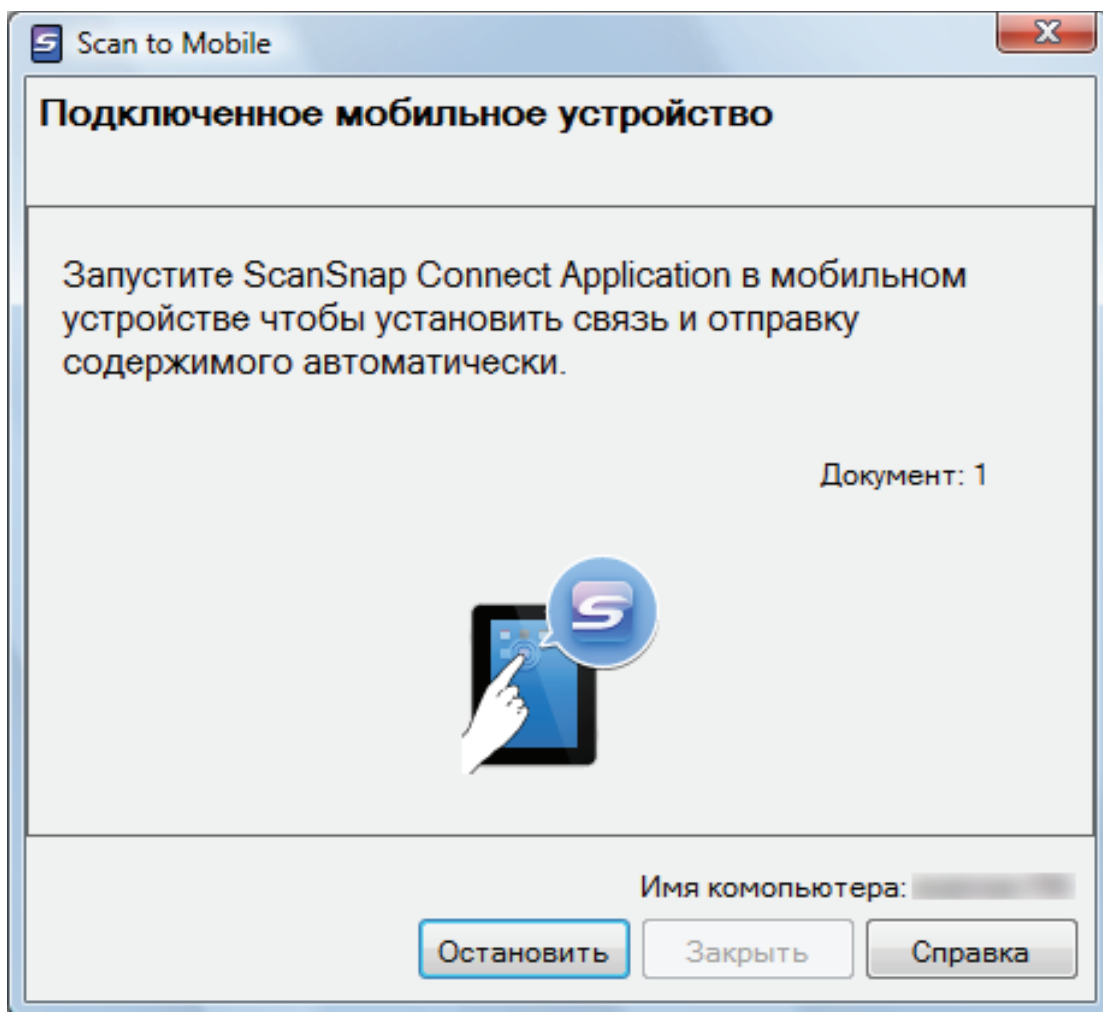 Scan to Mobile
Подключенное мобильное устройство
Запустите ScanSnap Connect Application в мобильном
устройстве чтобы установить связь и отправку
содержимого автоматически.
Документ: 1
Имя комопьютера:
Остановить Закрыть Справка